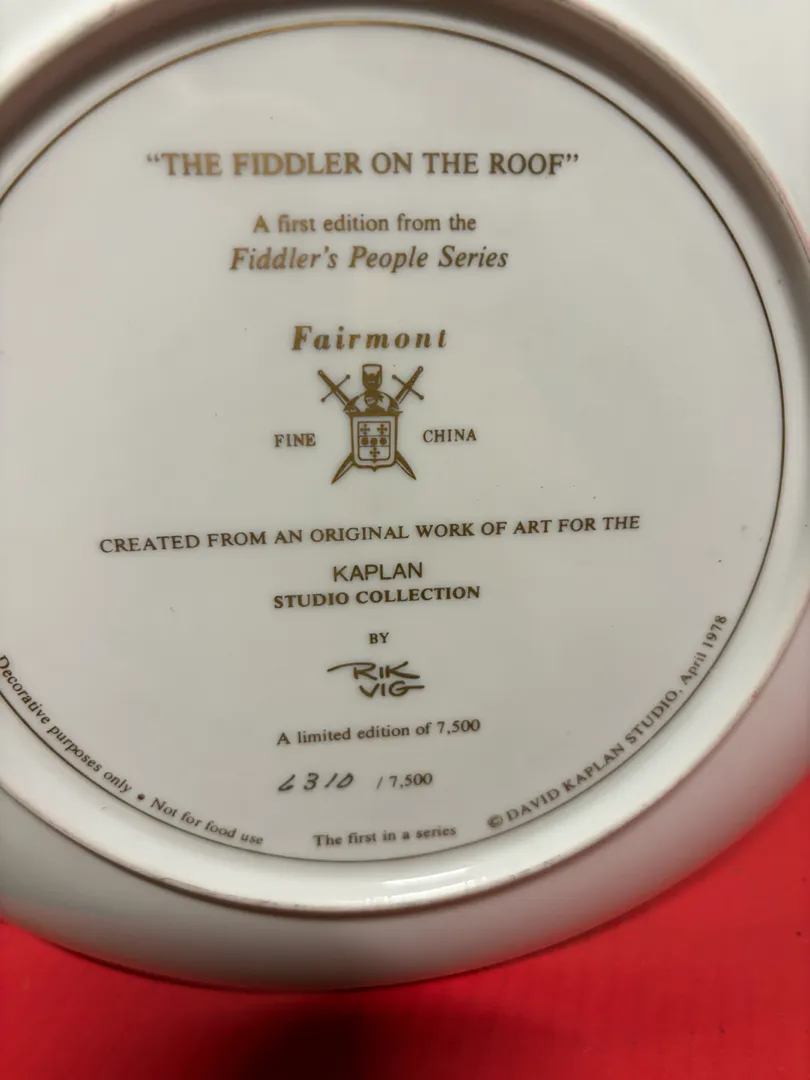 “THE FIDDLER ON THE ROOF”
A first edition from the
Fiddler's People Series
Fairmont
FINE CHINA
CREATED FROM AN ORIGINAL WORK OF ART FOR THE
KAPLAN
STUDIO COLLECTION
BY
RIK
VIG
A limited edition of 7,500
6310 / 7,500
The first in a series
Decorative purposes only • Not for food use
© DAVID KAPLAN STUDIO, April 1978